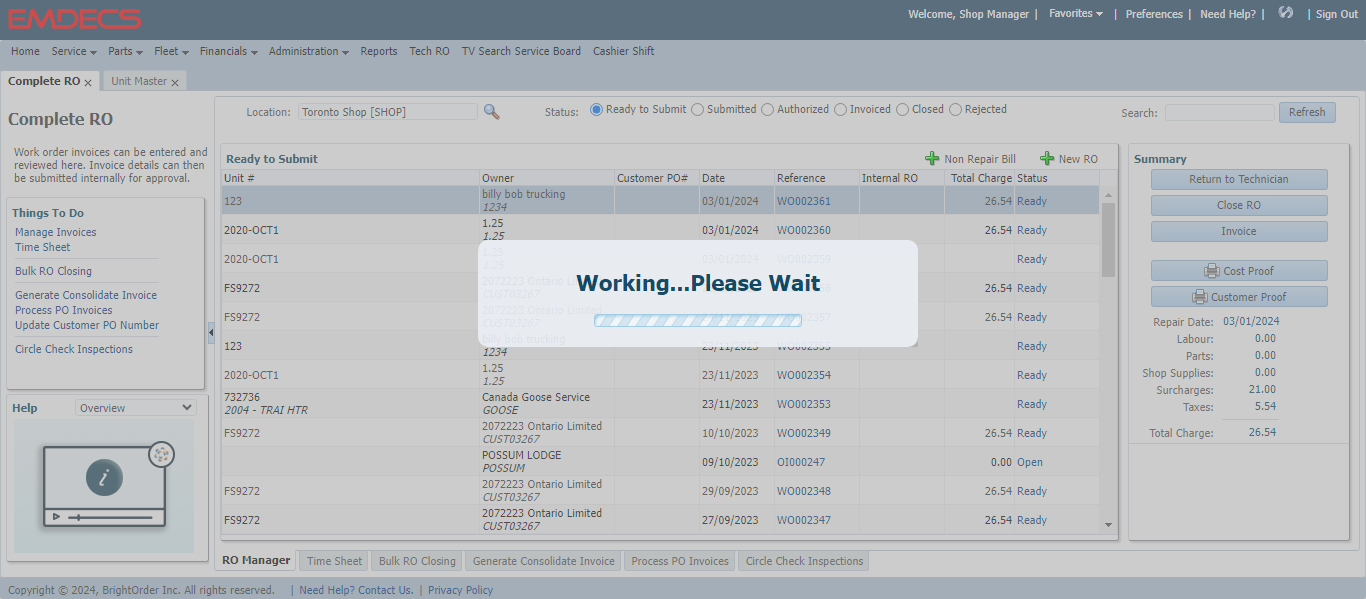 EMDECS
Welcome, Shop Manager | Favorites | Preferences | Need Help? | | Sign Out
Home Service Parts Fleet Financials Administration Reports Tech RO TV Search Service Board Cashier Shift
Complete RO x Unit Master x
Complete RO
Work order invoices can be entered and
reviewed here. Invoice details can then
be submitted internally for approval.
Things To Do
Manage Invoices
Time Sheet
Bulk RO Closing
Generate Consolidate Invoice
Process PO Invoices
Update Customer PO Number
Circle Check Inspections
Help Overview
i
Location: Toronto Shop [SHOP] Status: Ready to Submit Submitted Authorized Invoiced Closed Rejected Search: Refresh
Ready to Submit Non Repair Bill New RO
Unit # Owner Customer PO# Date Reference Internal RO Total Charge Status
123 billy bob trucking 03/01/2024 WO002361 26.54 Ready
1234
2020-OCT1 1.25 03/01/2024 WO002360 26.54 Ready
1.25
2020-OCT1 1.25 03/01/2024 WO002359 Ready
1.25
FS9272 2072223 Ontario Limited 26.54 Ready
CUST03267
FS9272 2072223 Ontario Limited 26.54 Ready
CUST03267
123 billy bob trucking 23/11/2023 WO002355 Ready
1234
2020-OCT1 1.25 23/11/2023 WO002354 Ready
1.25
732736 Canada Goose Service 23/11/2023 WO002353 Ready
2004 - TRAI HTR GOOSE
FS9272 2072223 Ontario Limited 10/10/2023 WO002349 26.54 Ready
CUST03267
POSSUM LODGE 09/10/2023 OI000247 0.00 Open
POSSUM
FS9272 2072223 Ontario Limited 29/09/2023 WO002348 26.54 Ready
CUST03267
FS9272 2072223 Ontario Limited 27/09/2023 WO002347 26.54 Ready
CUST03267
Working...Please Wait
Summary
Return to Technician
Close RO
Invoice
Cost Proof
Customer Proof
Repair Date: 03/01/2024
Labour: 0.00
Parts: 0.00
Shop Supplies: 0.00
Surcharges: 21.00
Taxes: 5.54
Total Charge: 26.54
RO Manager Time Sheet Bulk RO Closing Generate Consolidate Invoice Process PO Invoices Circle Check Inspections
Copyright © 2024, BrightOrder Inc. All rights reserved. | Need Help? Contact Us. | Privacy Policy